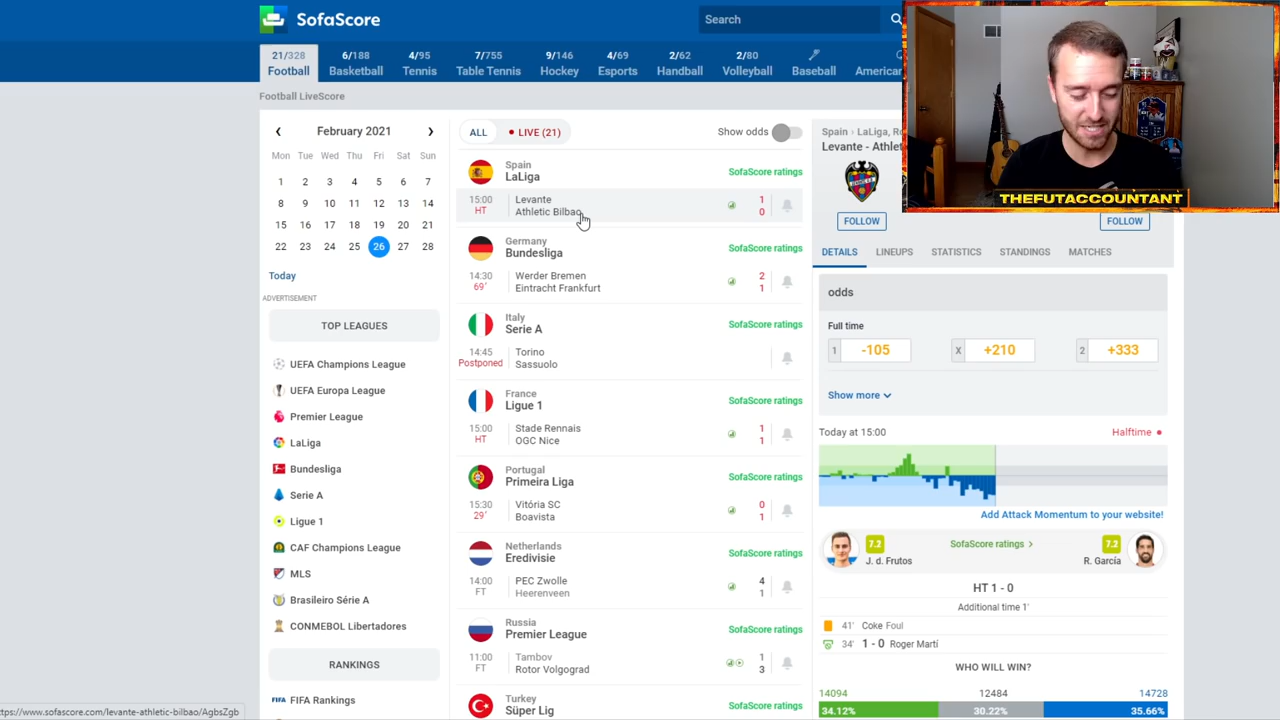 SofaScore
Search
21/328
Football
6/188
Basketball
4/95
Tennis
7/755
Table Tennis
9/146
Hockey
4/69
Esports
2/62
Handball
2/80
Volleyball
Baseball
American
Football LiveScore
February 2021
Mon Tue Wed Thu Fri Sat Sun
1 2 3 4 5 6 7
8 9 10 11 12 13 14
15 16 17 18 19 20 21
22 23 24 25 26 27 28
Today
ADVERTISEMENT
TOP LEAGUES
UEFA Champions League
UEFA Europa League
Premier League
LaLiga
Bundesliga
Serie A
Ligue 1
CAF Champions League
MLS
Brasileiro Série A
CONMEBOL Libertadores
RANKINGS
FIFA FIFA Rankings
ttps://www.sofascore.com/levante-athletic-bilbao/AgbsZgb
ALL
LIVE (21)
Show odds
Spain
LaLiga
SofaScore ratings
15:00 Levante 1
HT Athletic Bilbao 0
Germany
Bundesliga
SofaScore ratings
14:30 Werder Bremen 2
69' Eintracht Frankfurt 1
Italy
Serie A
SofaScore ratings
14:45 Torino
Postponed Sassuolo
France
Ligue 1
SofaScore ratings
15:00 Stade Rennais 1
HT OGC Nice 1
Portugal
Primeira Liga
SofaScore ratings
15:30 Vitória SC 0
29' Boavista 1
Netherlands
Eredivisie
SofaScore ratings
14:00 PEC Zwolle 4
FT Heerenveen 1
Russia
Premier League
SofaScore ratings
11:00 Tambov 1
FT Rotor Volgograd 3
Turkey
Süper Lig
SofaScore ratings
Spain › LaLiga, Ro
Levante - Athlet
THEFUTACCOUNTANT
FOLLOW
FOLLOW
DETAILS LINEUPS STATISTICS STANDINGS MATCHES
odds
Full time
1 -105
X +210
2 +333
Show more
Today at 15:00
Halftime
Add Attack Momentum to your website!
7.2
J. d. Frutos
SofaScore ratings >
7.2
R. García
HT 1 - 0
Additional time 1'
41' Coke Foul
34' 1 - 0 Roger Martí
WHO WILL WIN?
14094 12484 14728
34.12% 30.22% 35.66%